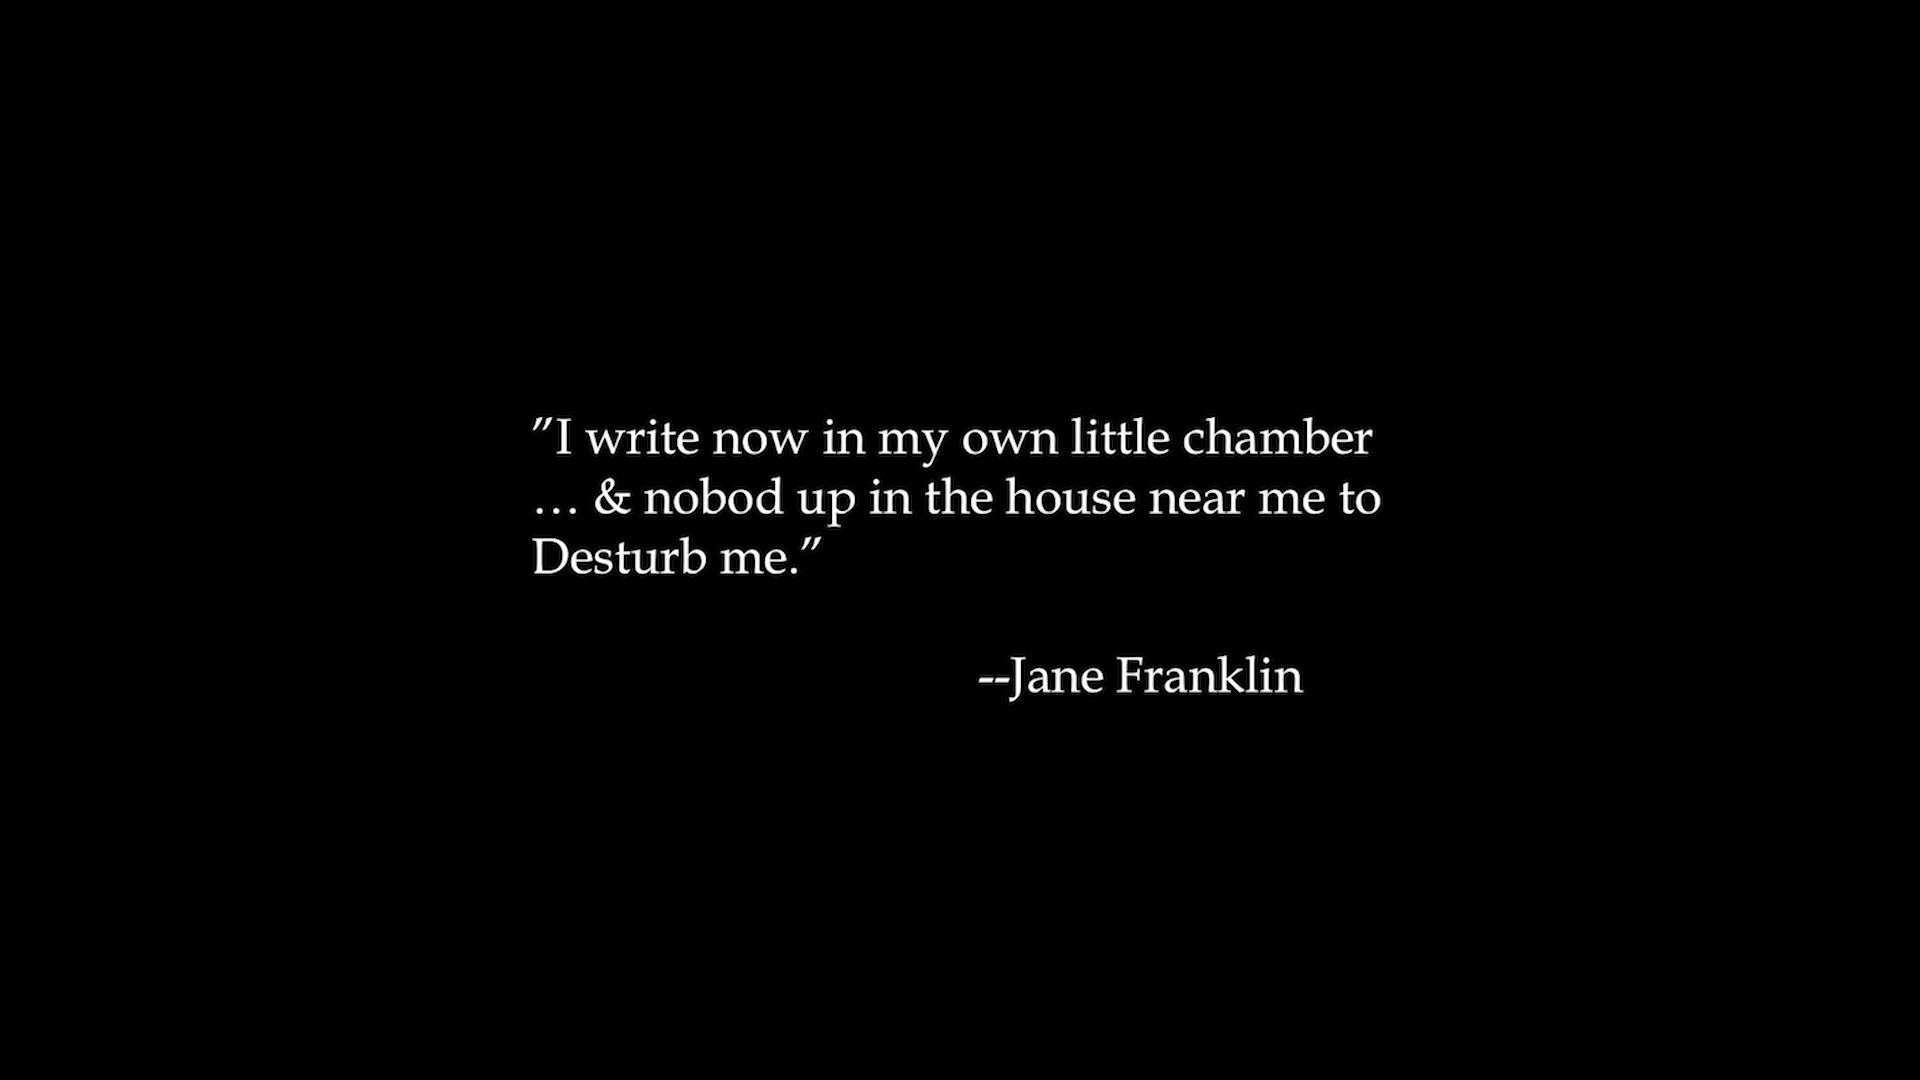 ”I write now in my own little chamber
… & nobod up in the house near me to
Desturb me.”
--Jane Franklin